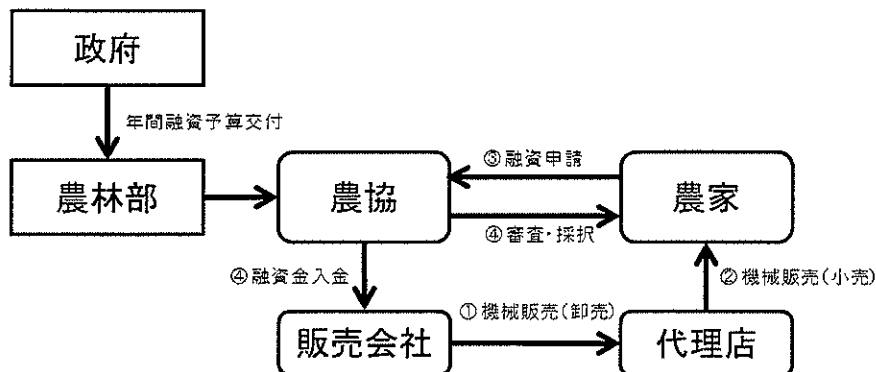 政府
年間融資予算交付
③融資申請
農林部
農協
農家
④審査・採択
④融資金入金
②機械販売(小売)
①機械販売(卸売)
販売会社
代理店